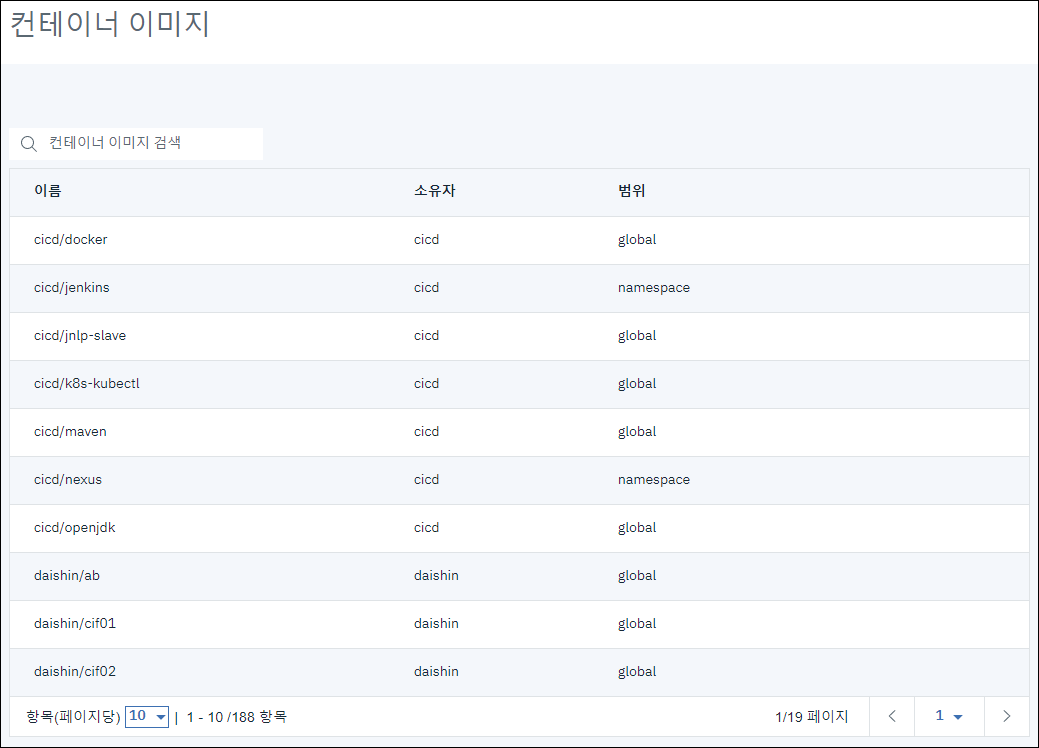 컨테이너 이미지
컨테이너 이미지 검색
이름 소유자 범위
cicd/docker cicd global
cicd/jenkins cicd namespace
cicd/jnlp-slave cicd global
cicd/k8s-kubectl cicd global
cicd/maven cicd global
cicd/nexus cicd namespace
cicd/openjdk cicd global
daishin/ab daishin global
daishin/cif01 daishin global
daishin/cif02 daishin global
항목(페이지당) 10 | 1 - 10 /188 항목 1/19 페이지 1